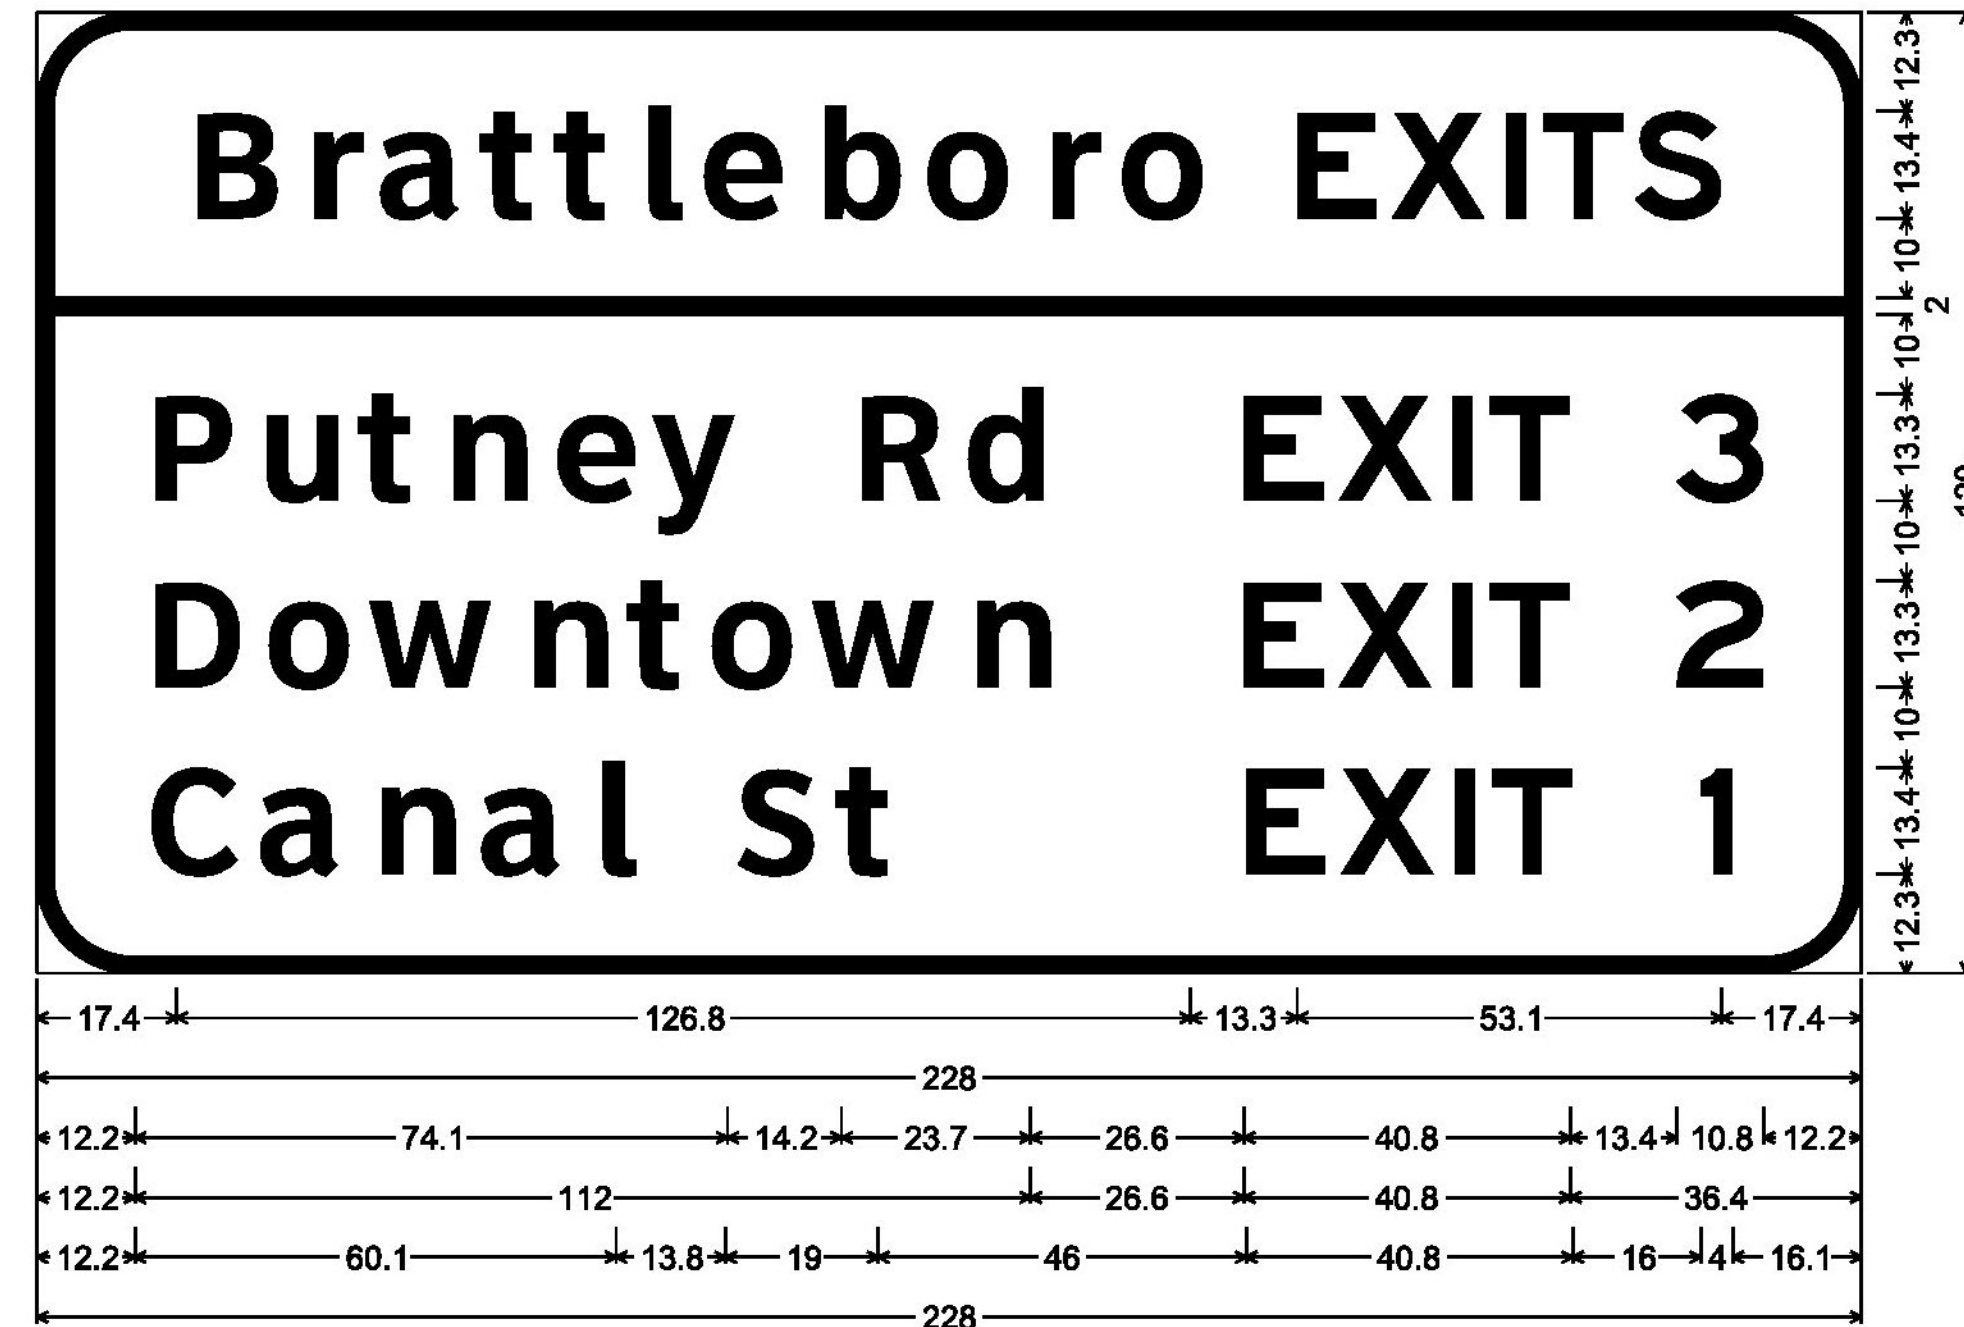 Brattleboro EXITS
Putney Rd EXIT 3
Downtown EXIT 2
Canal St EXIT 1
12.3 13.4 10 2 10 13.3 10 13.3 10 13.4 12.3
17.4 126.8 13.3 53.1 17.4
228
12.2 74.1 14.2 23.7 26.6 40.8 13.4 10.8 12.2
12.2 112 26.6 40.8 36.4
12.2 60.1 13.8 19 46 40.8 16 4 16.1
228